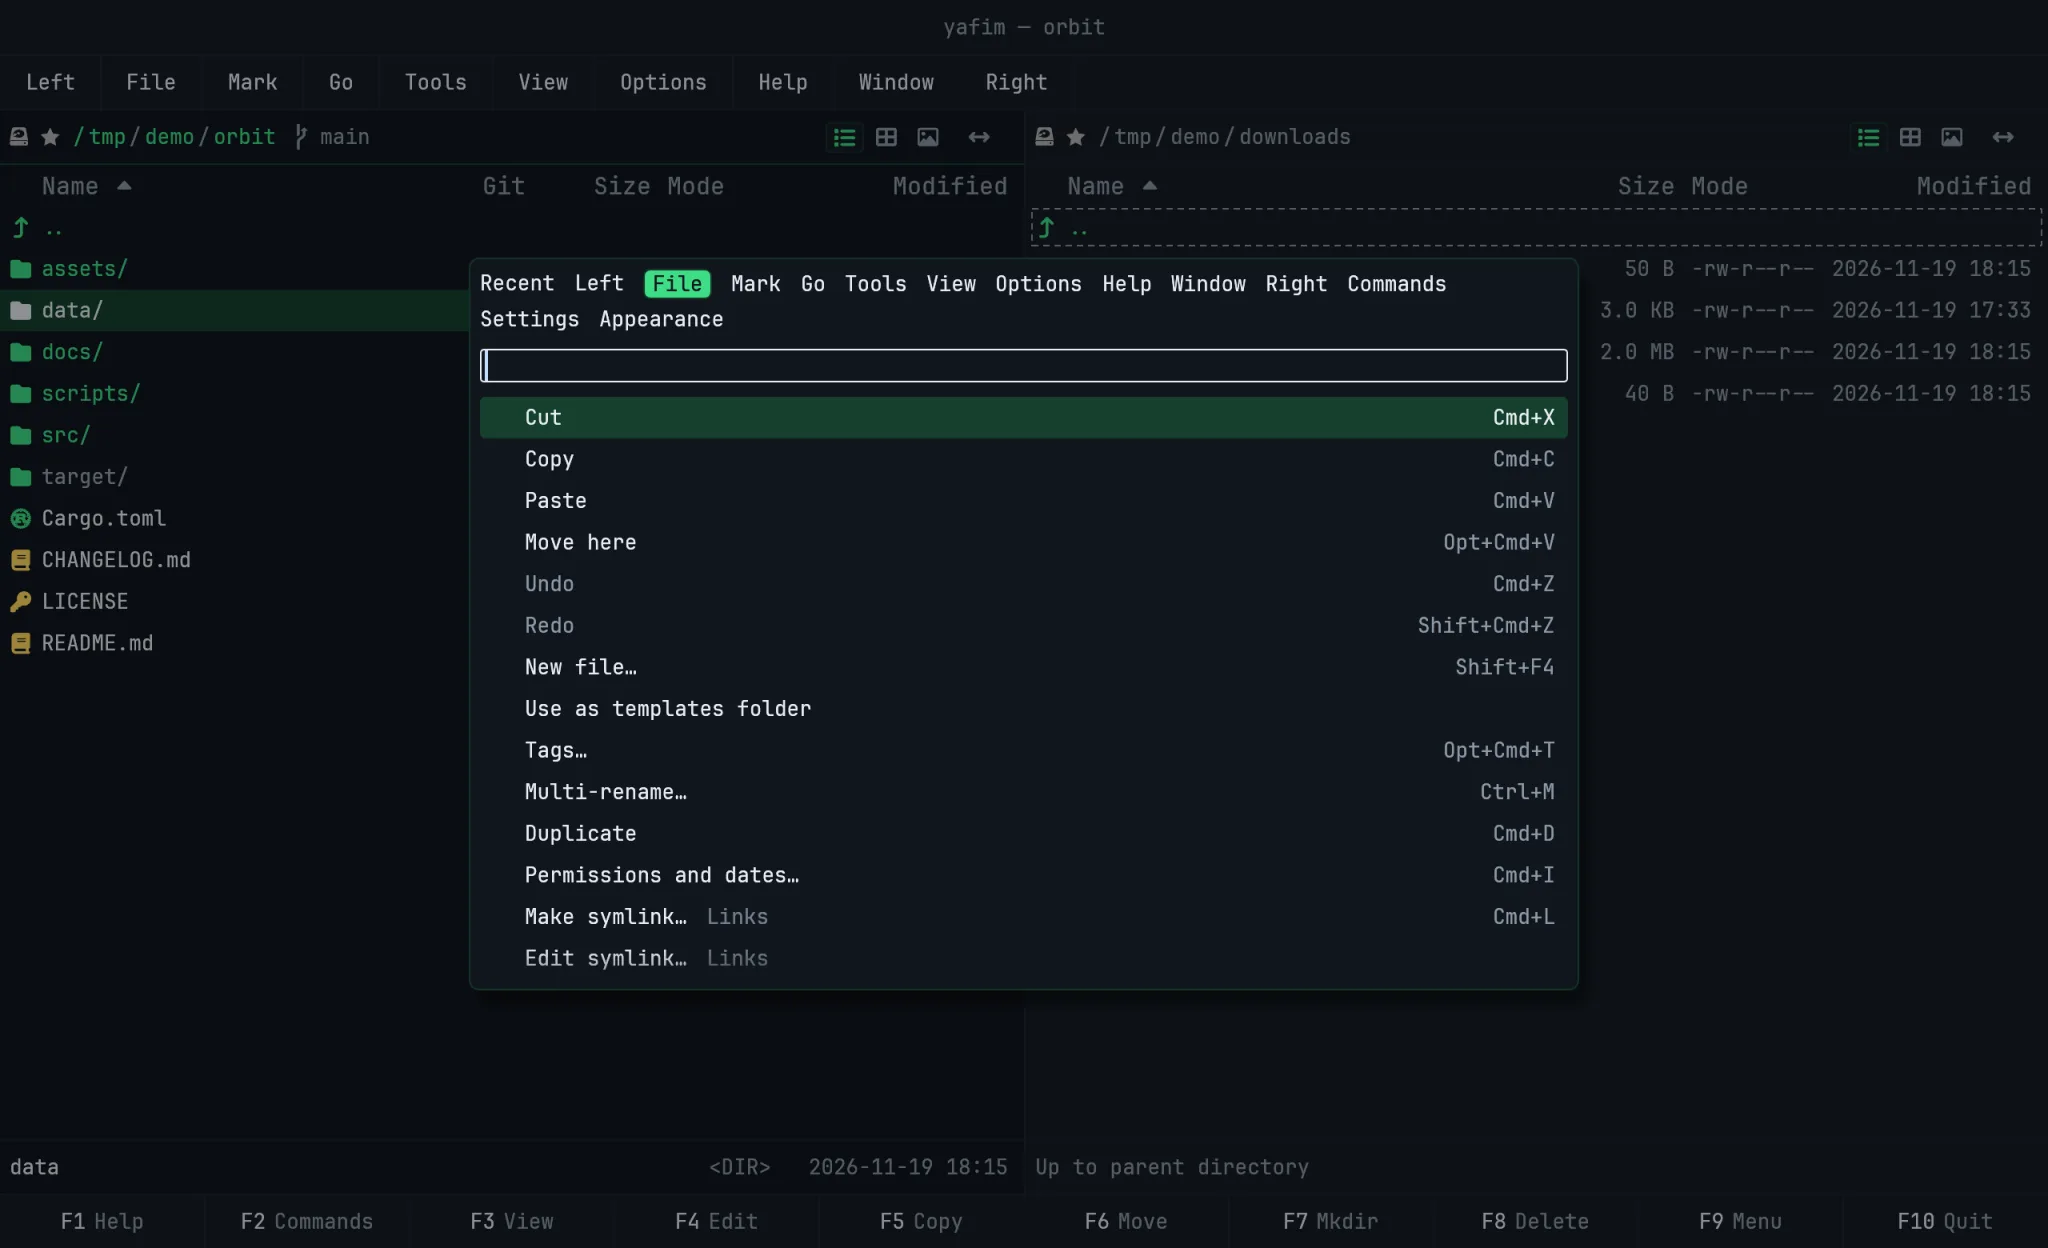 yafim — orbit
Left File Mark Go Tools View Options Help Window Right
/tmp/demo/orbit main
/tmp/demo/downloads
Name Git Size Mode Modified
Name Size Mode Modified
..
..
assets/
50 B -rw-r--r-- 2026-11-19 18:15
data/
3.0 KB -rw-r--r-- 2026-11-19 17:33
docs/
2.0 MB -rw-r--r-- 2026-11-19 18:15
scripts/
40 B -rw-r--r-- 2026-11-19 18:15
src/
target/
Cargo.toml
CHANGELOG.md
LICENSE
README.md
Recent Left File Mark Go Tools View Options Help Window Right Commands
Settings Appearance
Cut Cmd+X
Copy Cmd+C
Paste Cmd+V
Move here Opt+Cmd+V
Undo Cmd+Z
Redo Shift+Cmd+Z
New file… Shift+F4
Use as templates folder
Tags… Opt+Cmd+T
Multi-rename… Ctrl+M
Duplicate Cmd+D
Permissions and dates… Cmd+I
Make symlink… Links Cmd+L
Edit symlink… Links
data <DIR> 2026-11-19 18:15
Up to parent directory
F1 Help F2 Commands F3 View F4 Edit F5 Copy F6 Move F7 Mkdir F8 Delete F9 Menu F10 Quit